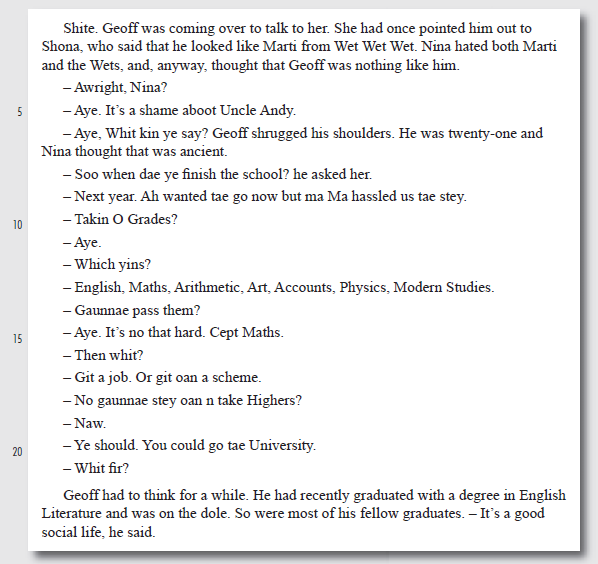 Shite. Geoff was coming over to talk to her. She had once pointed him out to
Shona, who said that he looked like Marti from Wet Wet Wet. Nina hated both Marti
and the Wets, and, anyway, thought that Geoff was nothing like him.
– Awright, Nina?
5 – Aye. It’s a shame aboot Uncle Andy.
– Aye, Whit kin ye say? Geoff shrugged his shoulders. He was twenty-one and
Nina thought that was ancient.
– Soo when dae ye finish the school? he asked her.
– Next year. Ah wanted tae go now but ma Ma hassled us tae stey.
10 – Takin O Grades?
– Aye.
– Which yins?
– English, Maths, Arithmetic, Art, Accounts, Physics, Modern Studies.
– Gaunnae pass them?
15 – Aye. It’s no that hard. Cept Maths.
– Then whit?
– Git a job. Or git oan a scheme.
– No gaunnae stey oan n take Highers?
– Naw.
20 – Ye should. You could go tae University.
– Whit fir?
Geoff had to think for a while. He had recently graduated with a degree in English
Literature and was on the dole. So were most of his fellow graduates. – It’s a good
social life, he said.